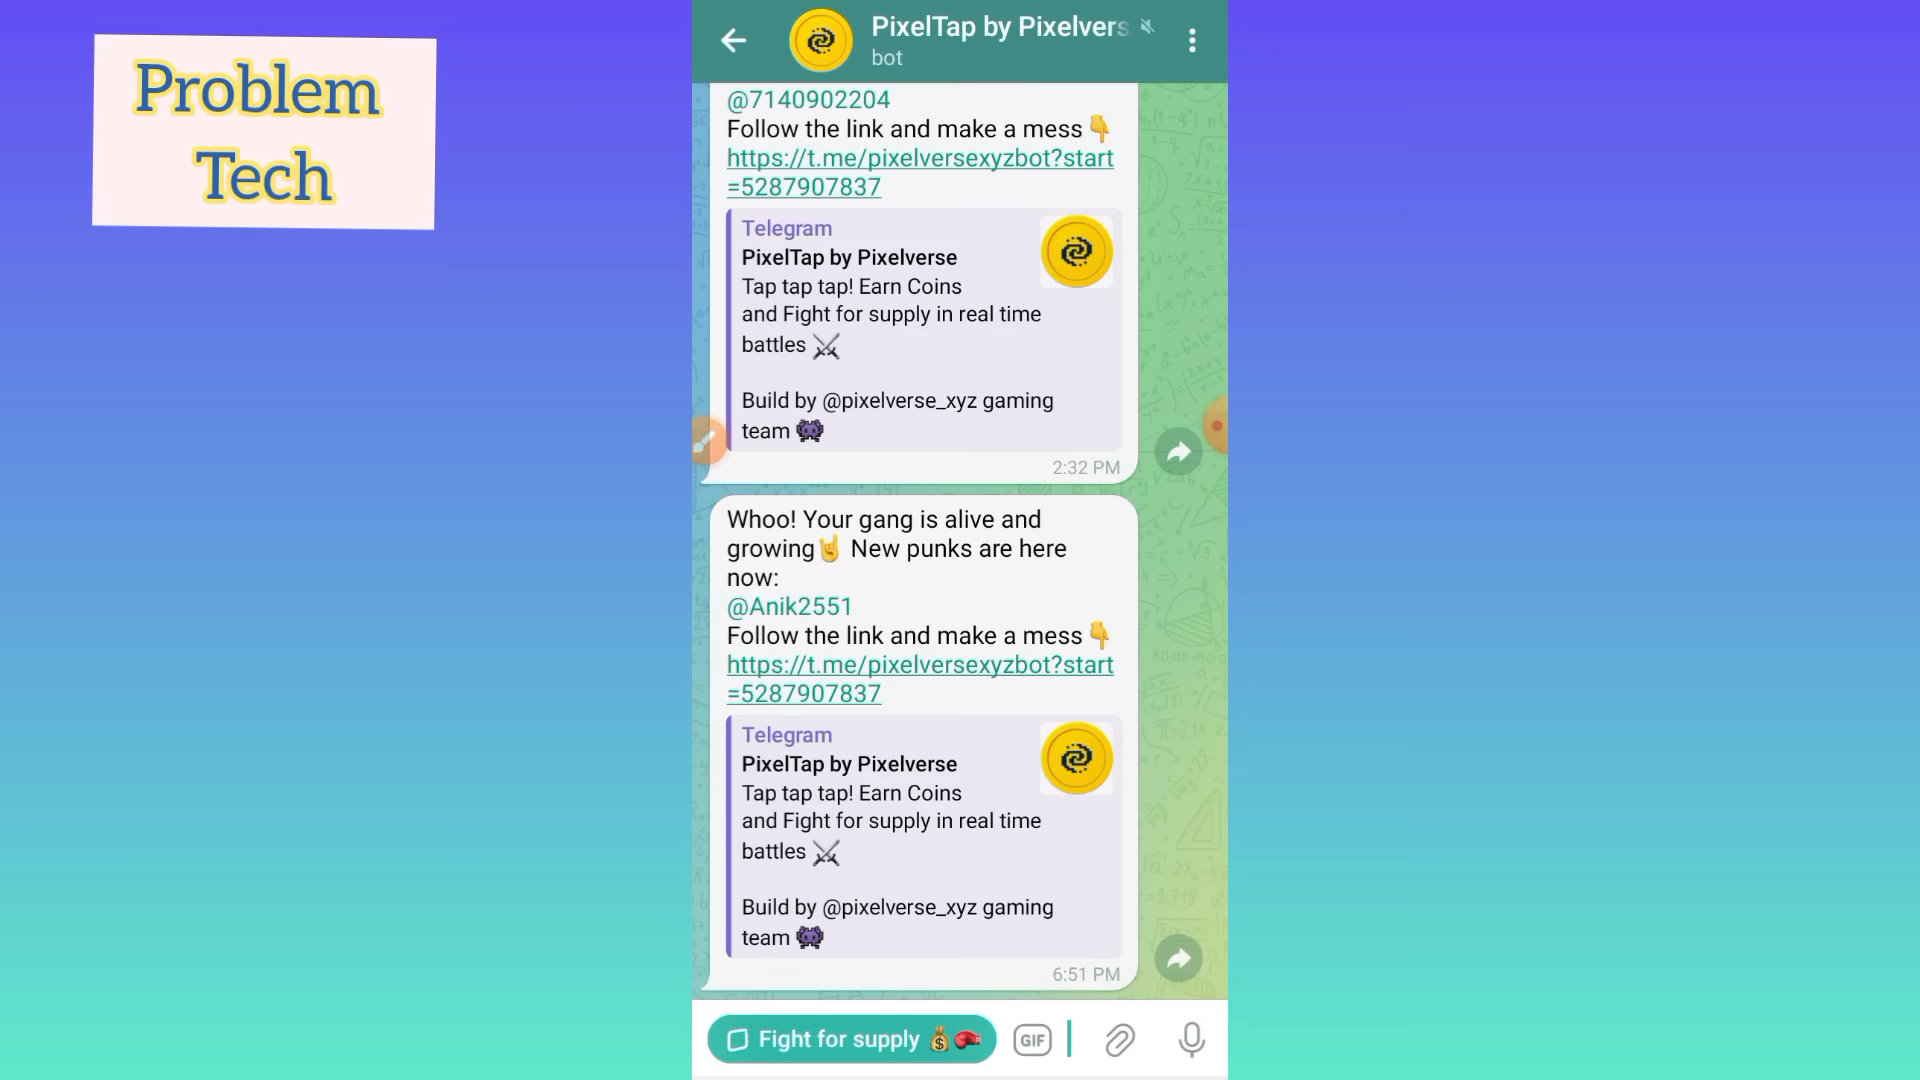 Problem
Tech
PixelTap by Pixelvers
bot
@7140902204
Follow the link and make a mess👇
https://t.me/pixelversexyzbot?start
=5287907837
Telegram
PixelTap by Pixelverse
Tap tap tap! Earn Coins
and Fight for supply in real time
battles ⚔️
Build by @pixelverse_xyz gaming
team 👾
2:32 PM
Whoo! Your gang is alive and
growing🤘 New punks are here
now:
@Anik2551
Follow the link and make a mess👇
https://t.me/pixelversexyzbot?start
=5287907837
Telegram
PixelTap by Pixelverse
Tap tap tap! Earn Coins
and Fight for supply in real time
battles ⚔️
Build by @pixelverse_xyz gaming
team 👾
6:51 PM
Fight for supply 💰🥊
GIF